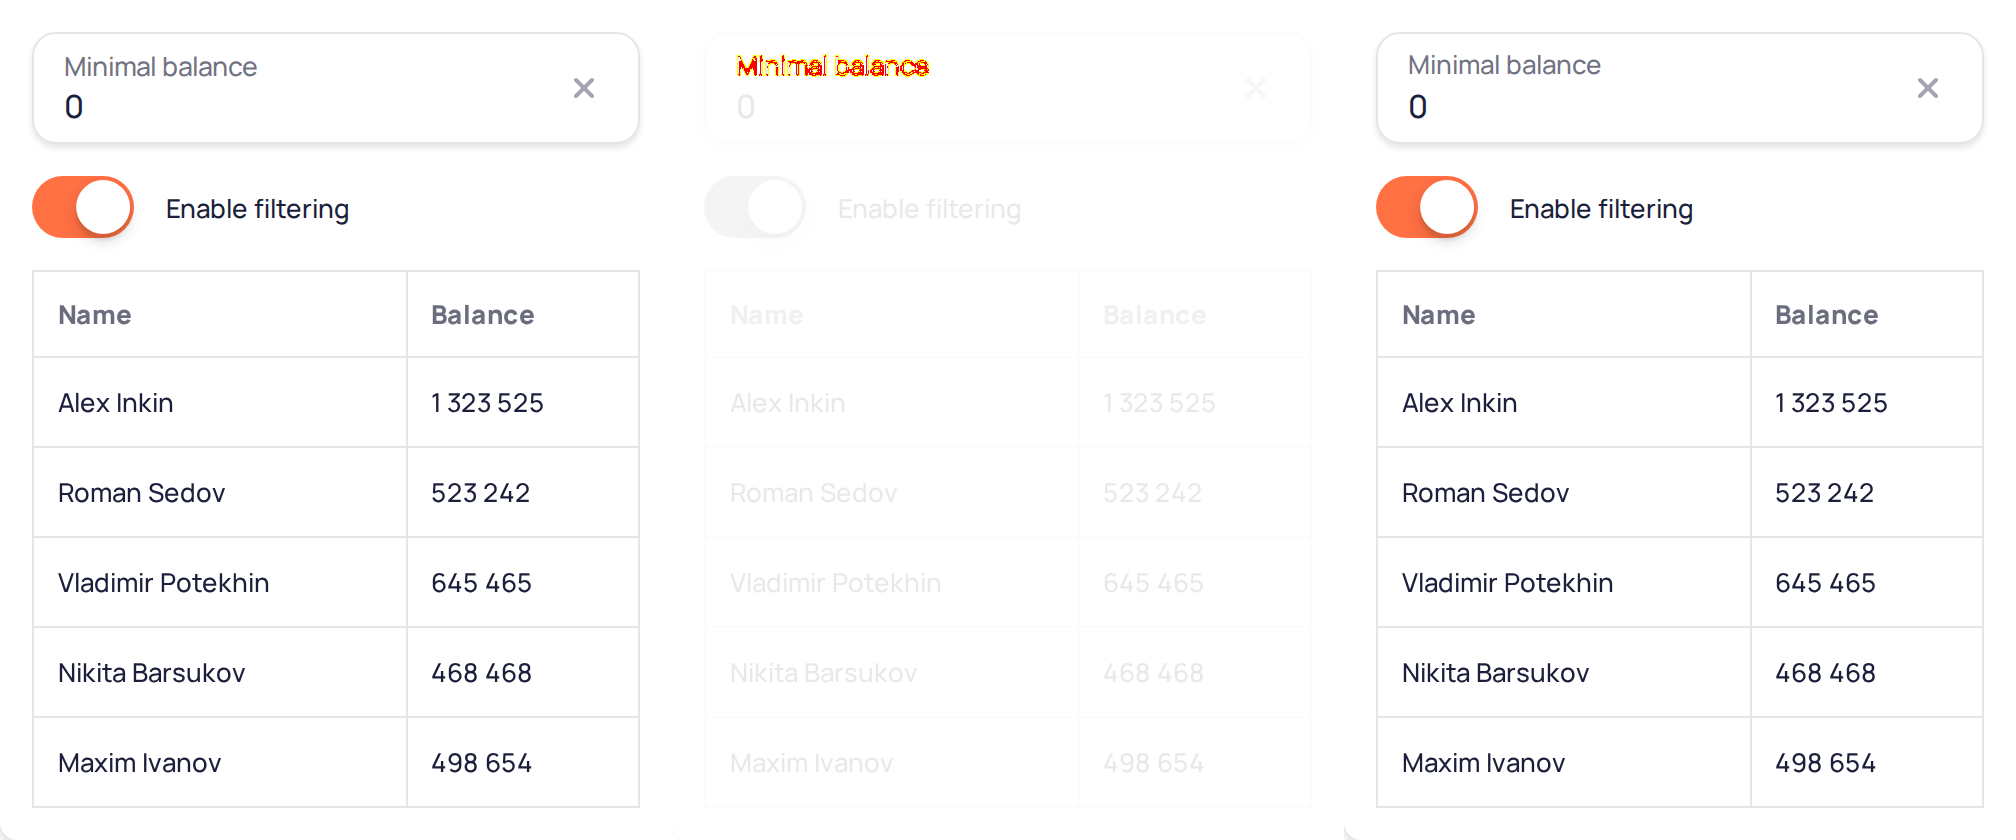 Minimal balance
0
Enable filtering
Name Balance
Alex Inkin 1 323 525
Roman Sedov 523 242
Vladimir Potekhin 645 465
Nikita Barsukov 468 468
Maxim Ivanov 498 654
Minimal balance
0
Enable filtering
Name Balance
Alex Inkin 1 323 525
Roman Sedov 523 242
Vladimir Potekhin 645 465
Nikita Barsukov 468 468
Maxim Ivanov 498 654
Minimal balance
0
Enable filtering
Name Balance
Alex Inkin 1 323 525
Roman Sedov 523 242
Vladimir Potekhin 645 465
Nikita Barsukov 468 468
Maxim Ivanov 498 654